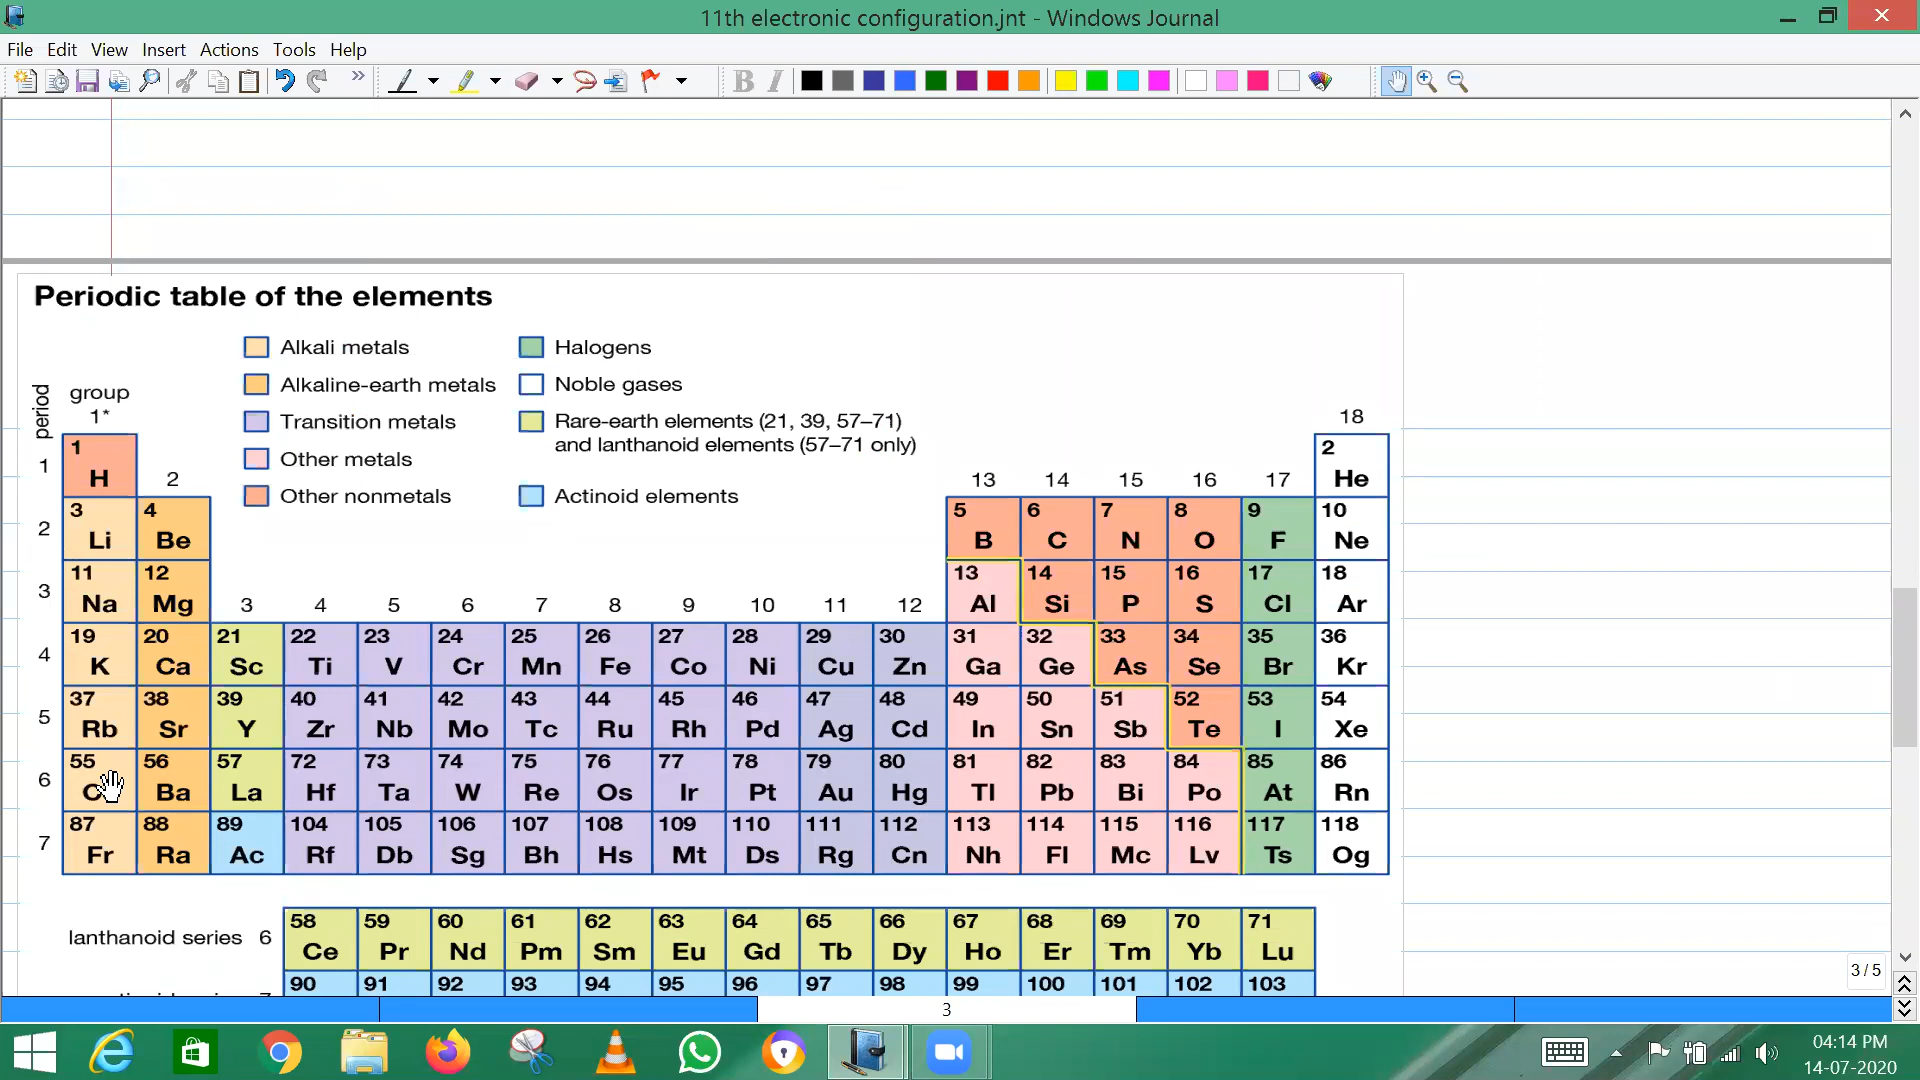 11th electronic configuration.jnt - Windows Journal
File Edit View Insert Actions Tools Help
B I
Periodic table of the elements
Alkali metals Halogens
Alkaline-earth metals Noble gases
Transition metals Rare-earth elements (21, 39, 57–71)
and lanthanoid elements (57–71 only)
Other metals
Other nonmetals Actinoid elements
period
group
1* 18
1 2
1 H 2 13 14 15 16 17 He
3 4 5 6 7 8 9 10
2 Li Be B C N O F Ne
11 12 13 14 15 16 17 18
3 Na Mg 3 4 5 6 7 8 9 10 11 12 Al Si P S Cl Ar
19 20 21 22 23 24 25 26 27 28 29 30 31 32 33 34 35 36
4 K Ca Sc Ti V Cr Mn Fe Co Ni Cu Zn Ga Ge As Se Br Kr
37 38 39 40 41 42 43 44 45 46 47 48 49 50 51 52 53 54
5 Rb Sr Y Zr Nb Mo Tc Ru Rh Pd Ag Cd In Sn Sb Te I Xe
55 56 57 72 73 74 75 76 77 78 79 80 81 82 83 84 85 86
6 Ba La Hf Ta W Re Os Ir Pt Au Hg Tl Pb Bi Po At Rn
87 88 89 104 105 106 107 108 109 110 111 112 113 114 115 116 117 118
7 Fr Ra Ac Rf Db Sg Bh Hs Mt Ds Rg Cn Nh Fl Mc Lv Ts Og
58 59 60 61 62 63 64 65 66 67 68 69 70 71
lanthanoid series 6 Ce Pr Nd Pm Sm Eu Gd Tb Dy Ho Er Tm Yb Lu
90 91 92 93 94 95 96 97 98 99 100 101 102 103
3 / 5
3
04:14 PM
14-07-2020